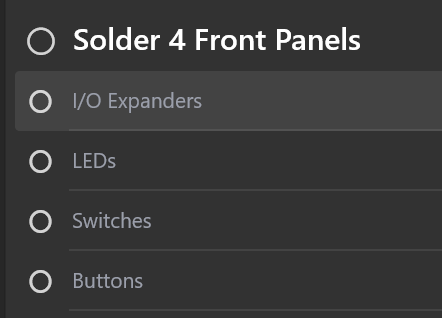 Solder 4 Front Panels
I/O Expanders
LEDs
Switches
Buttons